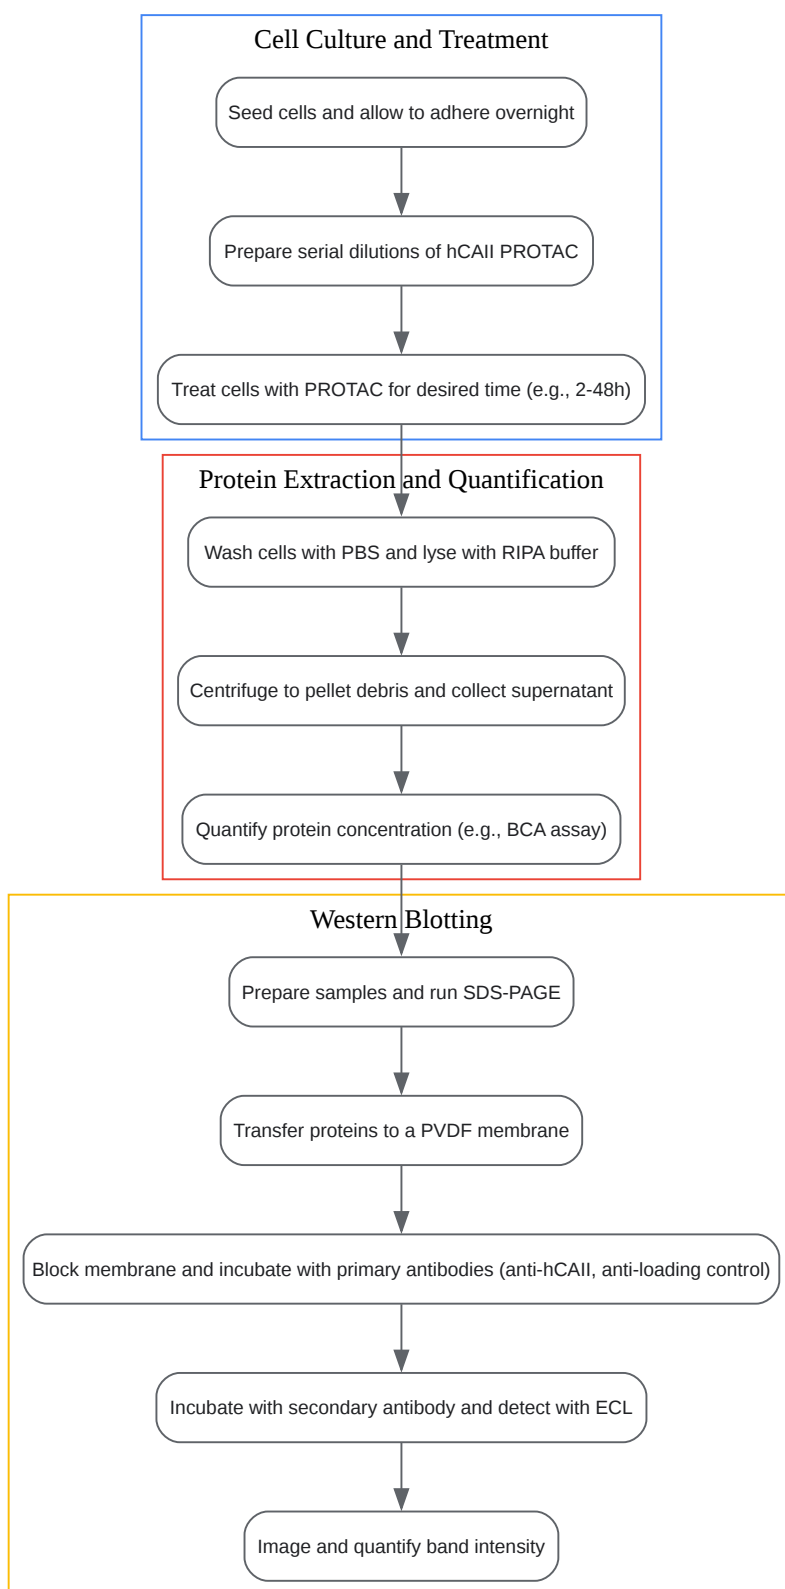 Cell Culture and Treatment
Seed cells and allow to adhere overnight
Prepare serial dilutions of hCAII PROTAC
Treat cells with PROTAC for desired time (e.g., 2-48h)
Protein Extraction and Quantification
Wash cells with PBS and lyse with RIPA buffer
Centrifuge to pellet debris and collect supernatant
Quantify protein concentration (e.g., BCA assay)
Western Blotting
Prepare samples and run SDS-PAGE
Transfer proteins to a PVDF membrane
Block membrane and incubate with primary antibodies (anti-hCAII, anti-loading control)
Incubate with secondary antibody and detect with ECL
Image and quantify band intensity